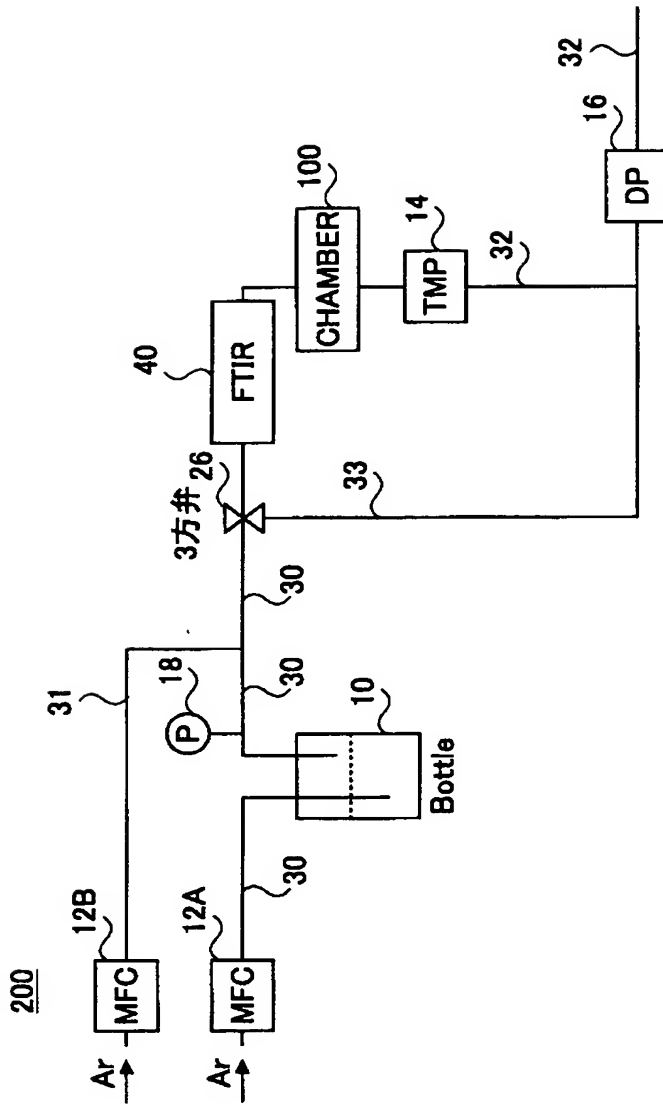 200
Ar
MFC
12B
31
Ar
MFC
12A
30
Bottle
10
P
18
30
30
3方弁
26
33
FTIR
40
CHAMBER
100
TMP
14
32
DP
16
32